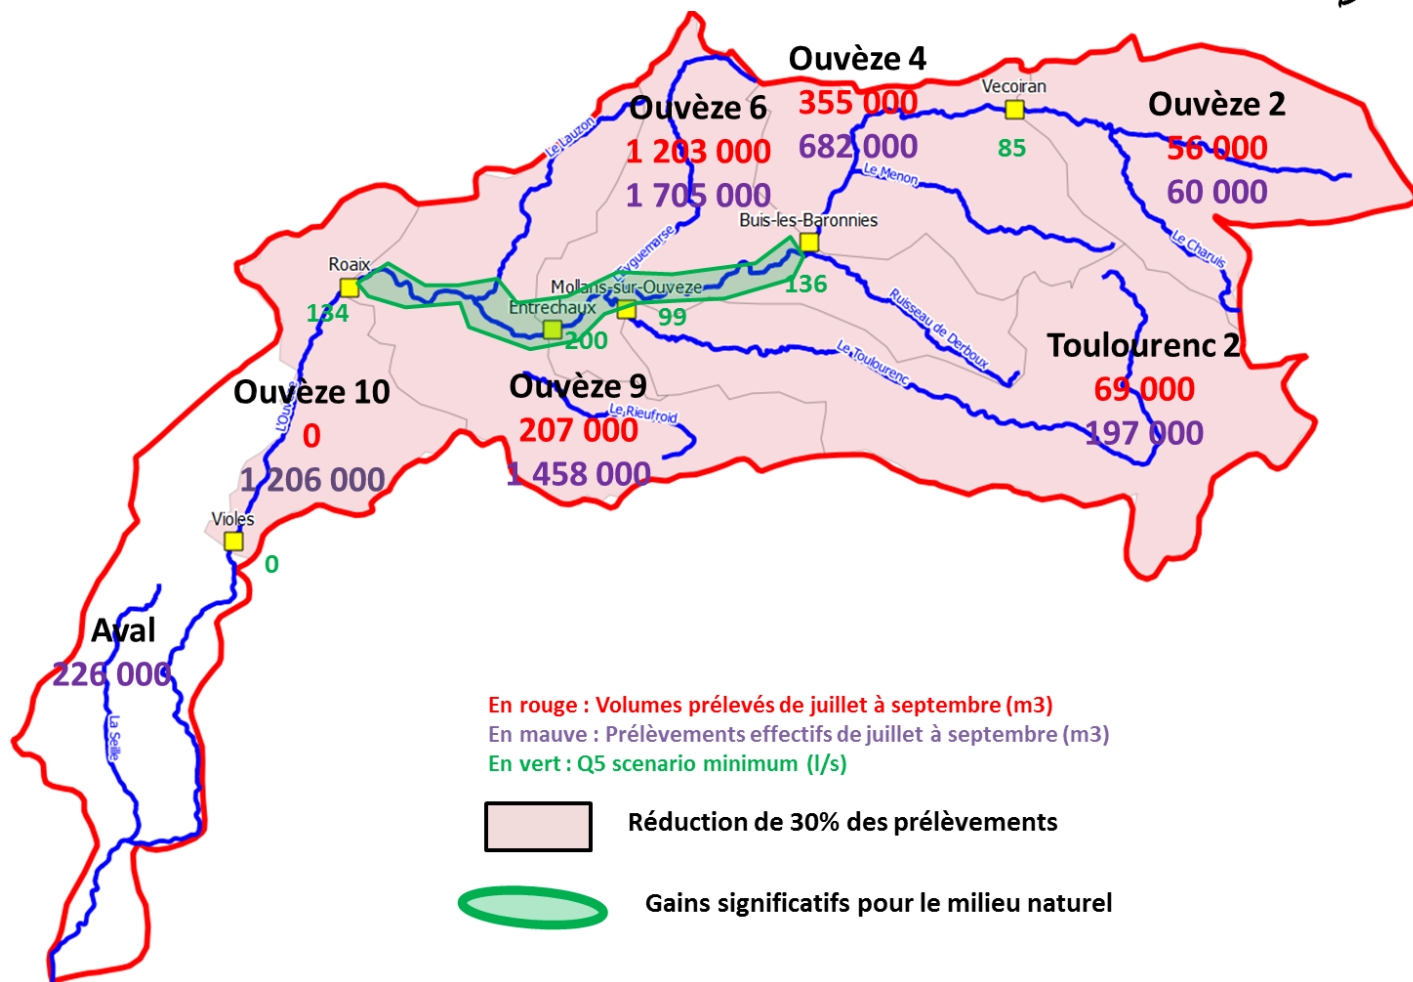 Ouvèze 4
355 000
682 000
Vecoiran
85
Ouvèze 2
56 000
60 000
Ouvèze 6
1 203 000
1 705 000
Le Lauzon
Le Menon
Le Charuis
Buis-les-Baronnies
136
L'Eyguemarse
Roaix
134
Mollans-sur-Ouveze
99
Entrechaux
200
Ruisseau de Derboux
Le Toulourenc
Toulourenc 2
69 000
197 000
Ouvèze 10
0
1 206 000
Ouvèze 9
207 000
1 458 000
Le Rieufroid
Violes
0
Aval
226 000
La Seille
En rouge : Volumes prélevés de juillet à septembre (m3)
En mauve : Prélèvements effectifs de juillet à septembre (m3)
En vert : Q5 scenario minimum (l/s)
Réduction de 30% des prélèvements
Gains significatifs pour le milieu naturel